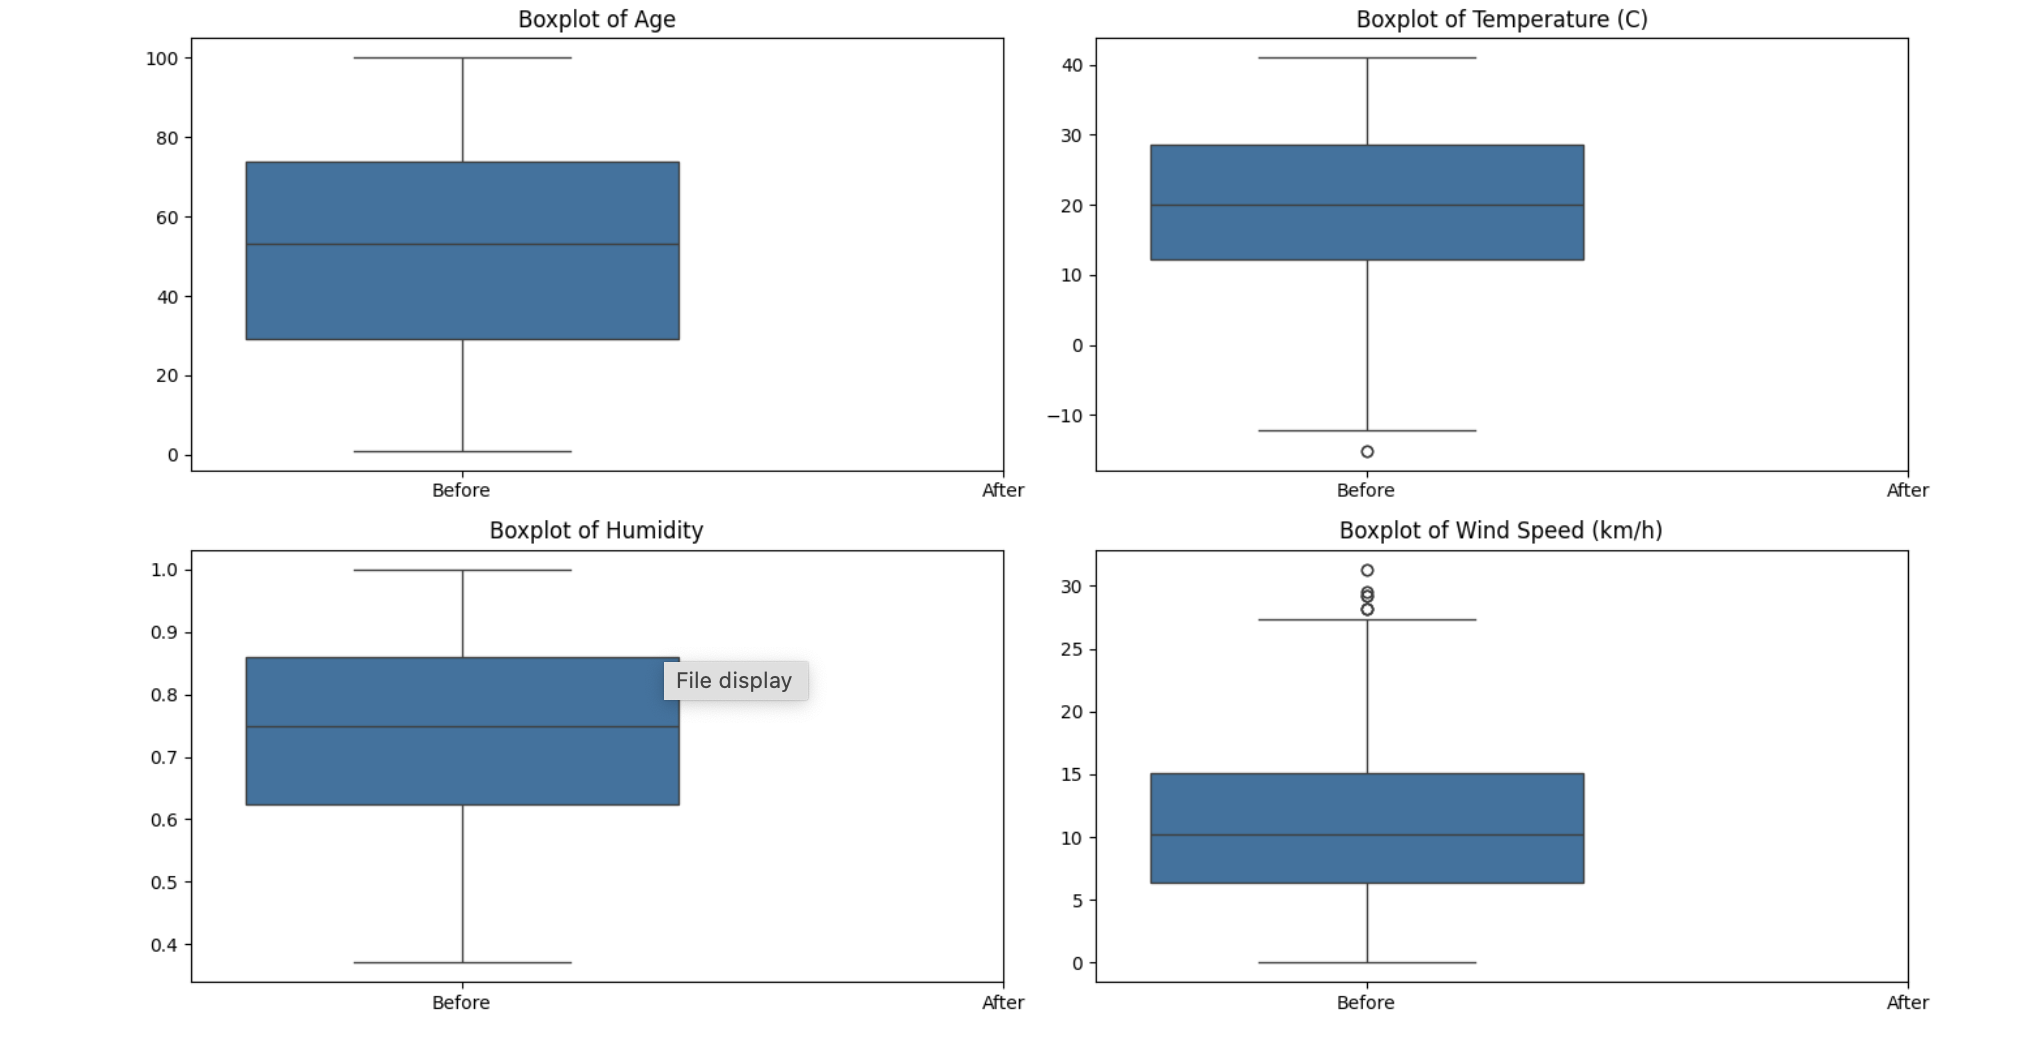 Boxplot of Age
100
80
60
40
20
0
Before After
Boxplot of Temperature (C)
40
30
20
10
0
−10
Before After
Boxplot of Humidity
1.0
0.9
0.8
0.7
0.6
0.5
0.4
File display
Before After
Boxplot of Wind Speed (km/h)
30
25
20
15
10
5
0
Before After